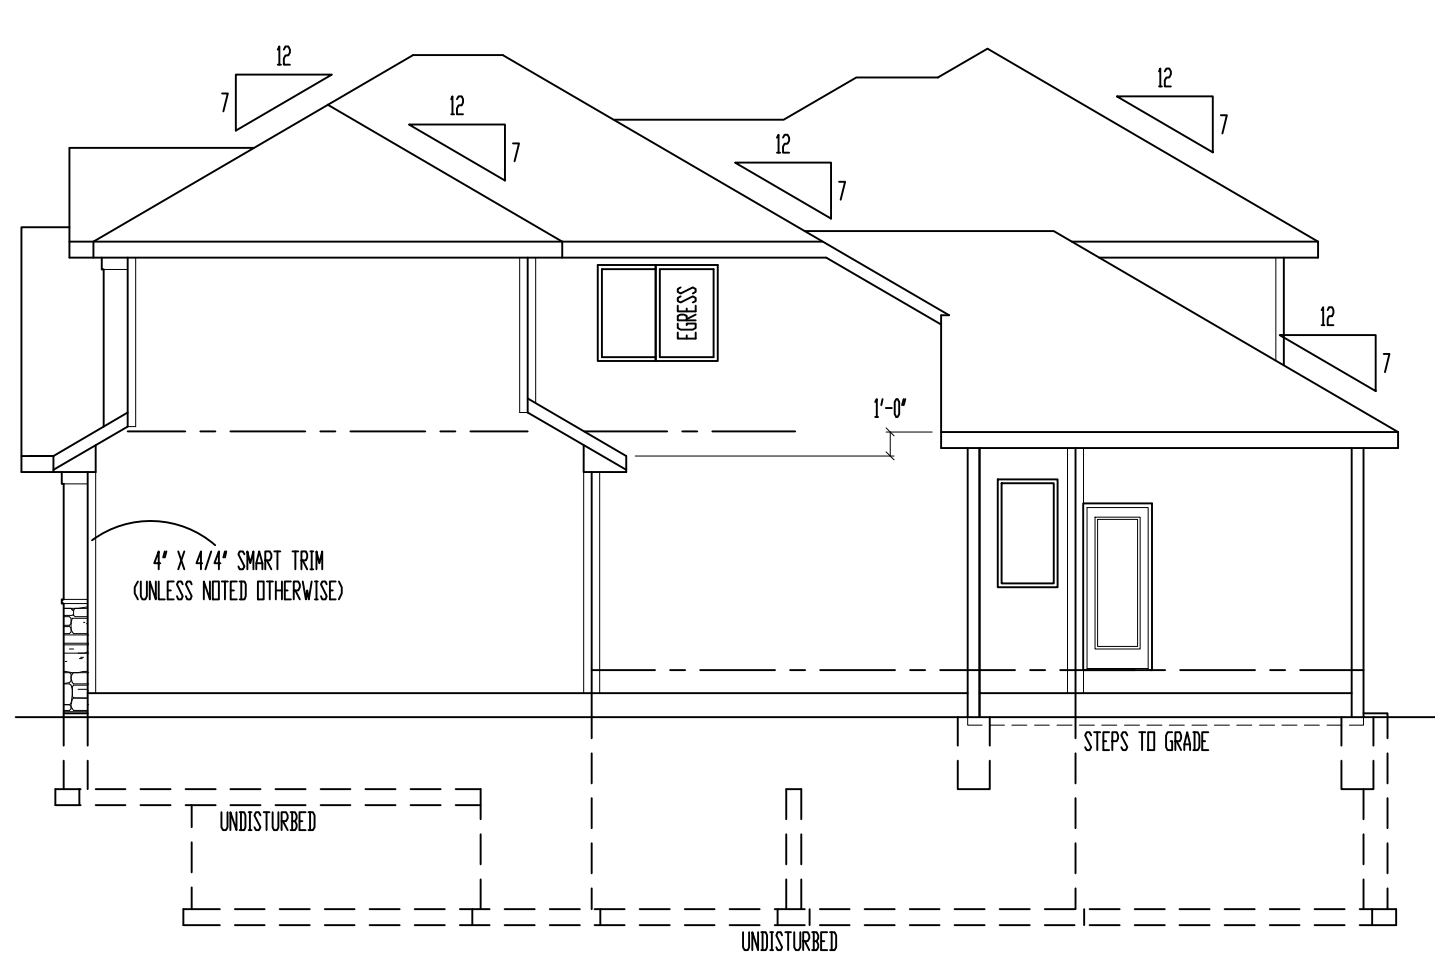 12
7
12
7
12
7
12
7
EGRESS
12
7
1'-0"
4" X 4/4" SMART TRIM
(UNLESS NOTED OTHERWISE)
STEPS TO GRADE
UNDISTURBED
UNDISTURBED